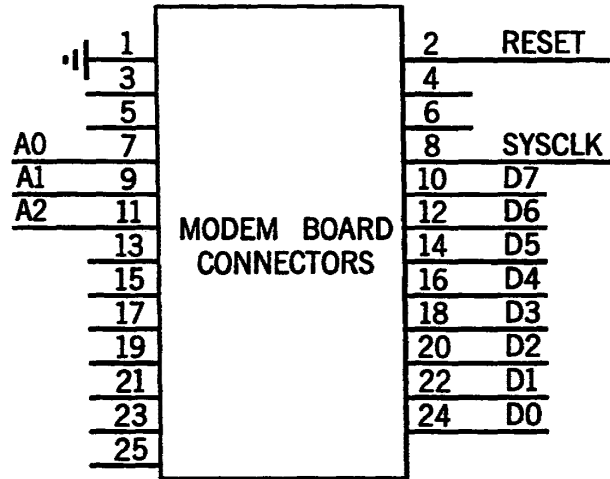 1 2 RESET
3 4
5 6
A0 7 8 SYSCLK
A1 9 10 D7
A2 11 12 D6
MODEM BOARD
13 14 D5
CONNECTORS
15 16 D4
17 18 D3
19 20 D2
21 22 D1
23 24 D0
25